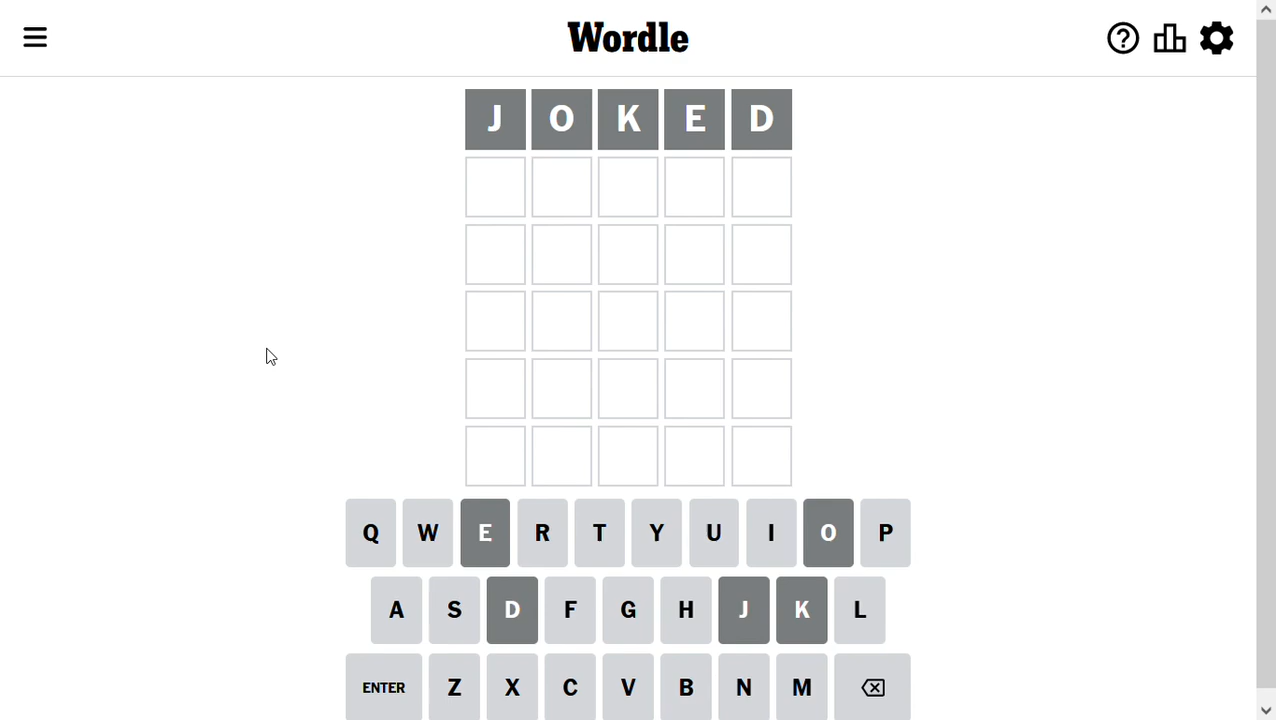 Wordle
J O K E D
Q W E R T Y U I O P
A S D F G H J K L
ENTER Z X C V B N M